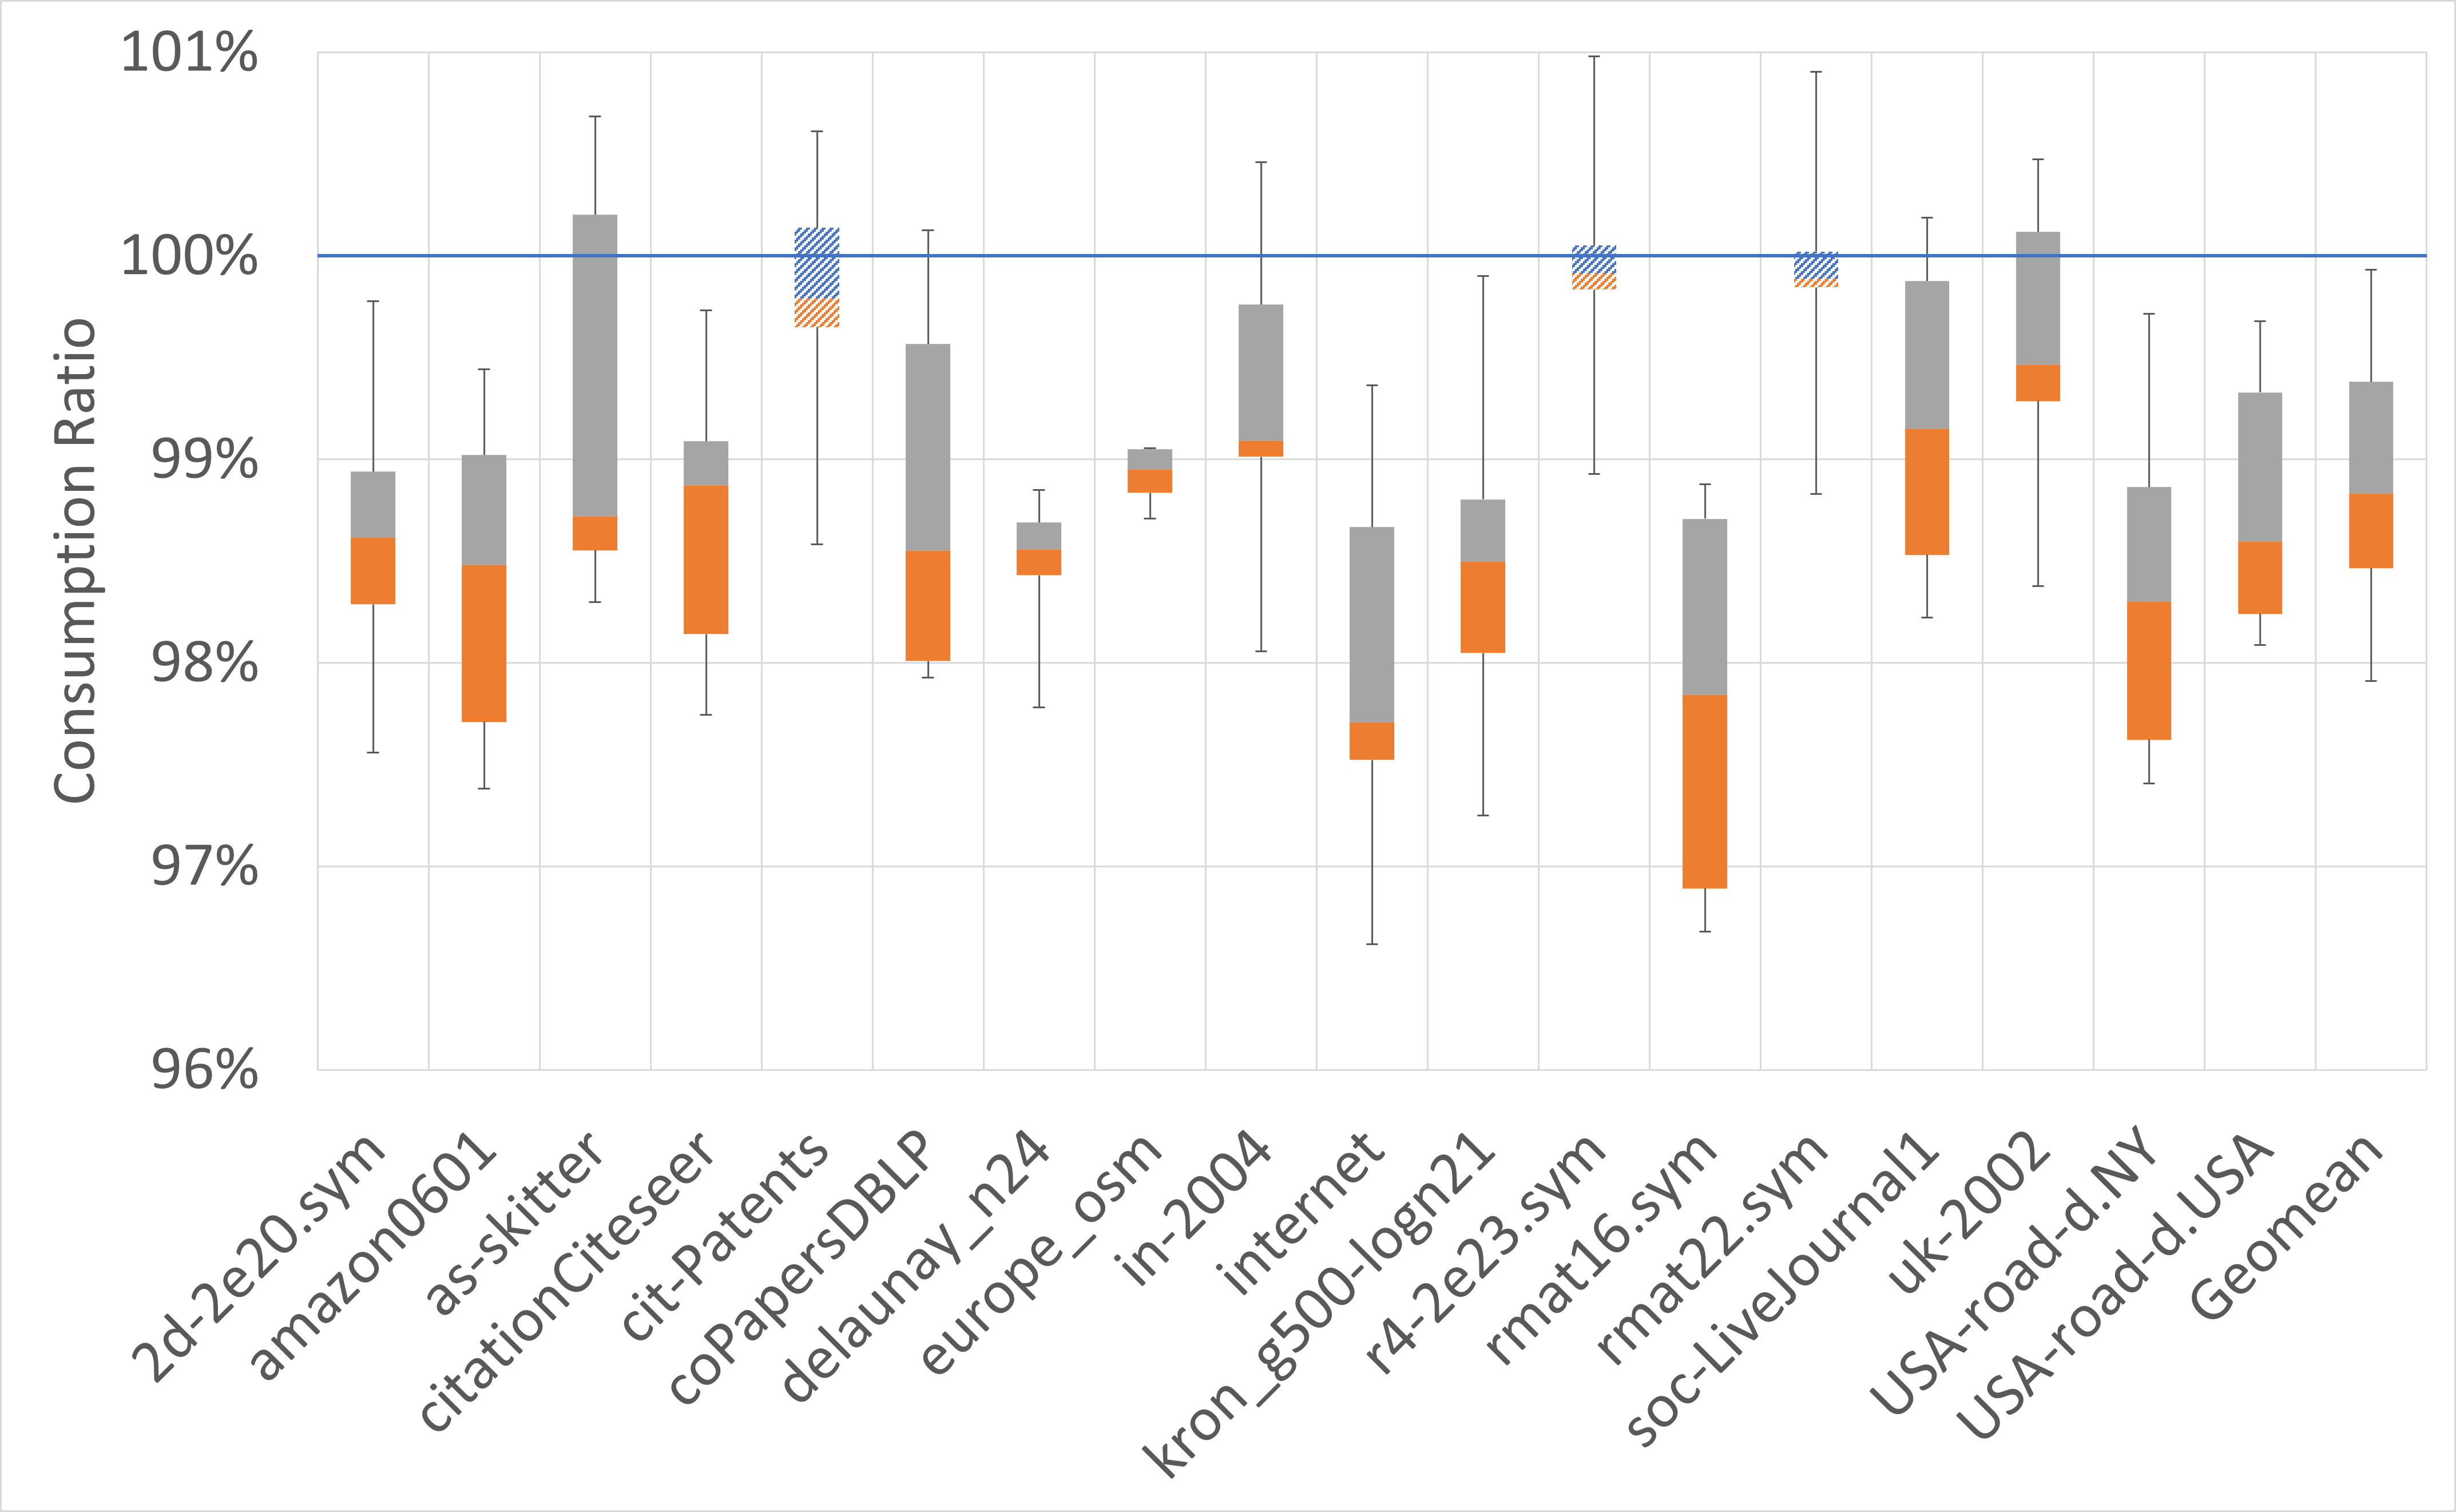 101%
100%
99%
98%
97%
96%
Consumption Ratio
2d-2e20.sym
amazon0601
as-skitter
citationCiteseer
cit-Patents
coPapersDBLP
delaunay_n24
europe_osm
in-2004
internet
kron_g500-logn21
r4-2e23.sym
rmat16.sym
rmat22.sym
soc-LiveJournal1
uk-2002
USA-road-d.NY
USA-road-d.USA
Geomean